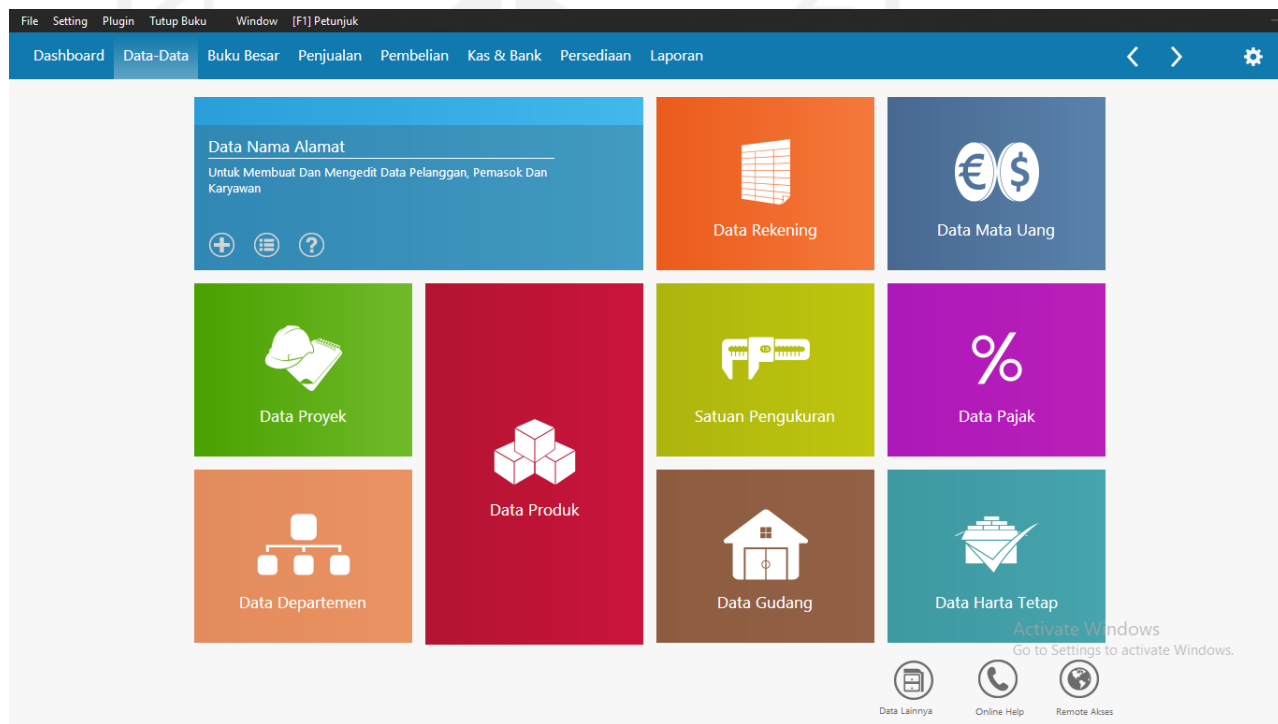 File Setting Plugin Tutup Buku Window [F1] Petunjuk
Dashboard Data-Data Buku Besar Penjualan Pembelian Kas & Bank Persediaan Laporan
Data Nama Alamat
Untuk Membuat Dan Mengedit Data Pelanggan, Pemasok Dan
Karyawan
Data Rekening
Data Mata Uang
Data Proyek
Data Produk
Satuan Pengukuran
Data Pajak
Data Departemen
Data Gudang
Data Harta Tetap
Activate Windows
Go to Settings to activate Windows.
Data Lainnya
Online Help
Remote Akses